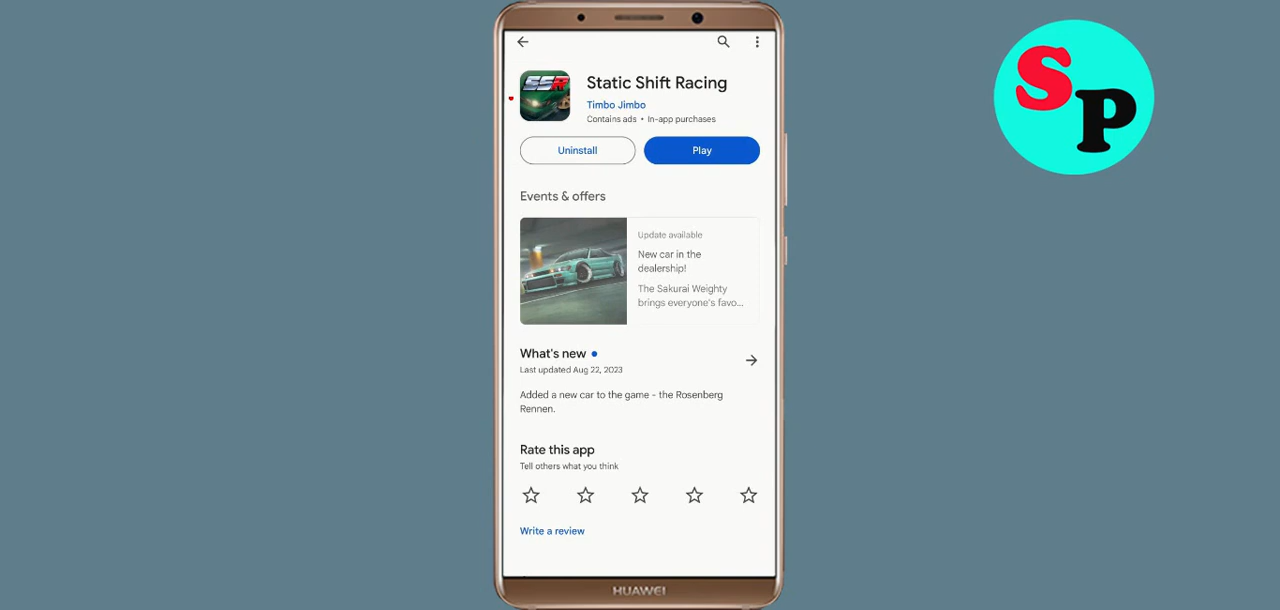 Static Shift Racing
Timbo Jimbo
Contains ads • In-app purchases
Uninstall
Play
Events & offers
Update available
New car in the
dealership!
The Sakurai Weighty
brings everyone's favo...
What's new
Last updated Aug 22, 2023
Added a new car to the game - the Rosenberg
Rennen.
Rate this app
Tell others what you think
Write a review
HUAWEI
SP
SSR